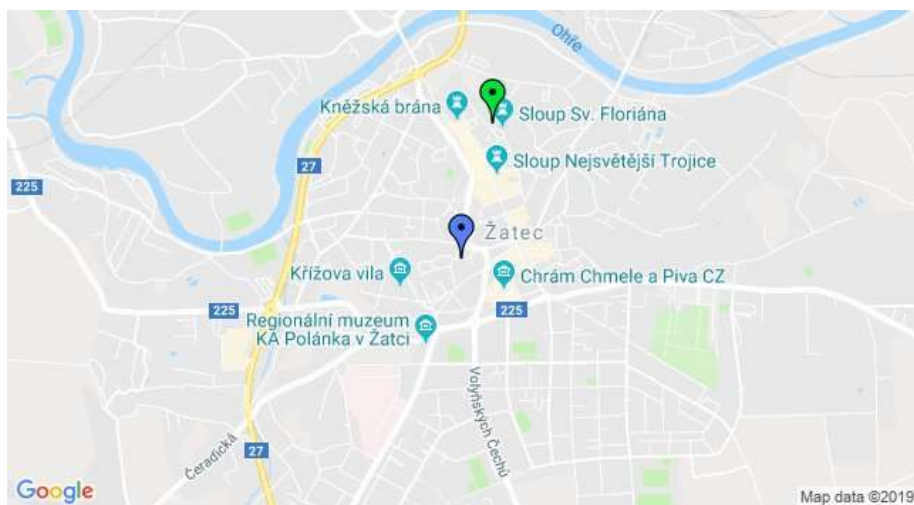 Ohře
Kněžská brána
Sloup Sv. Floriána
Sloup Nejsvětější Trojice
27
225
Žatec
Křížova vila
Chrám Chmele a Piva CZ
225
225
Regionální muzeum
KA Polánka v Žatci
Volyňských Čechů
Čeradická
27
Google
Map data ©2019